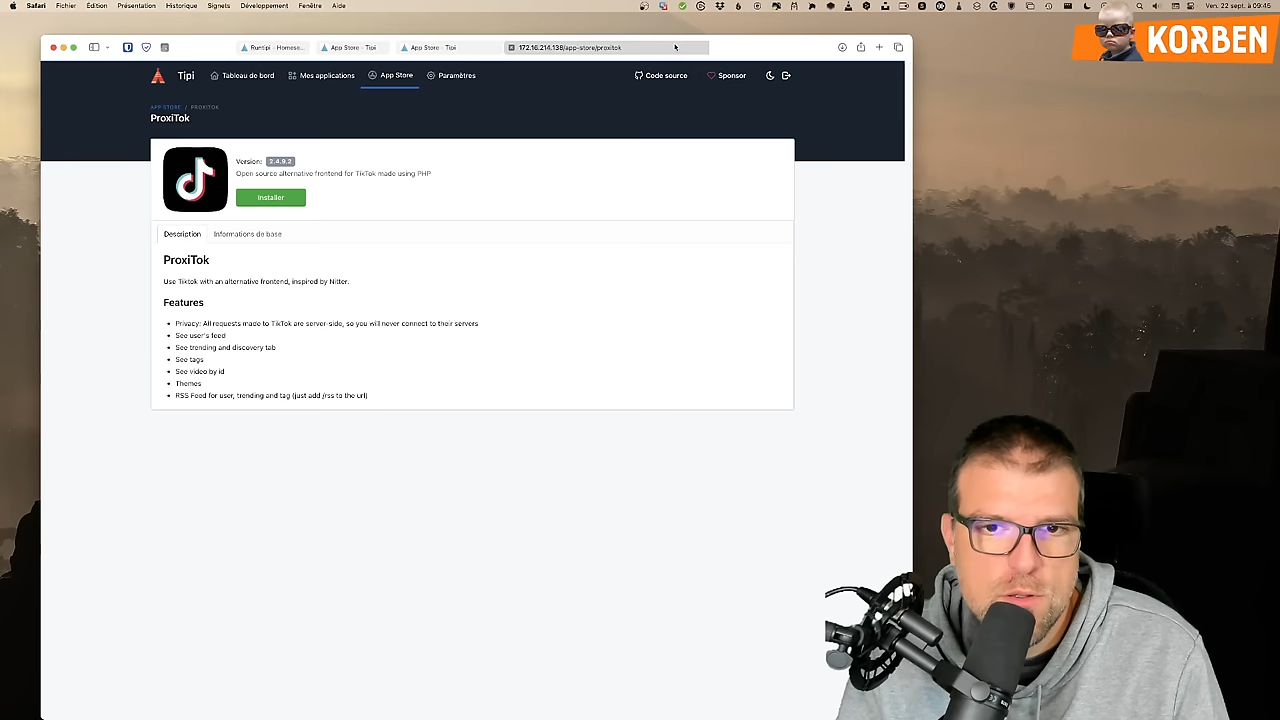 Safari Fichier Édition Présentation Historique Signets Développement Fenêtre Aide
Ven. 22 sept. à 09:45
KORBEN
Runtipi - Homese...
App Store - Tipi
App Store - Tipi
172.16.214.138/app-store/proxitok
Tipi
Tableau de bord
Mes applications
App Store
Paramètres
Code source
Sponsor
APP STORE / PROXITOK
ProxiTok
Version: 2.4.9.2
Open source alternative frontend for TikTok made using PHP
Installer
Description
Informations de base
ProxiTok
Use Tiktok with an alternative frontend, inspired by Nitter.
Features
Privacy: All requests made to TikTok are server-side, so you will never connect to their servers
See user's feed
See trending and discovery tab
See tags
See video by id
Themes
RSS Feed for user, trending and tag (just add /rss to the url)